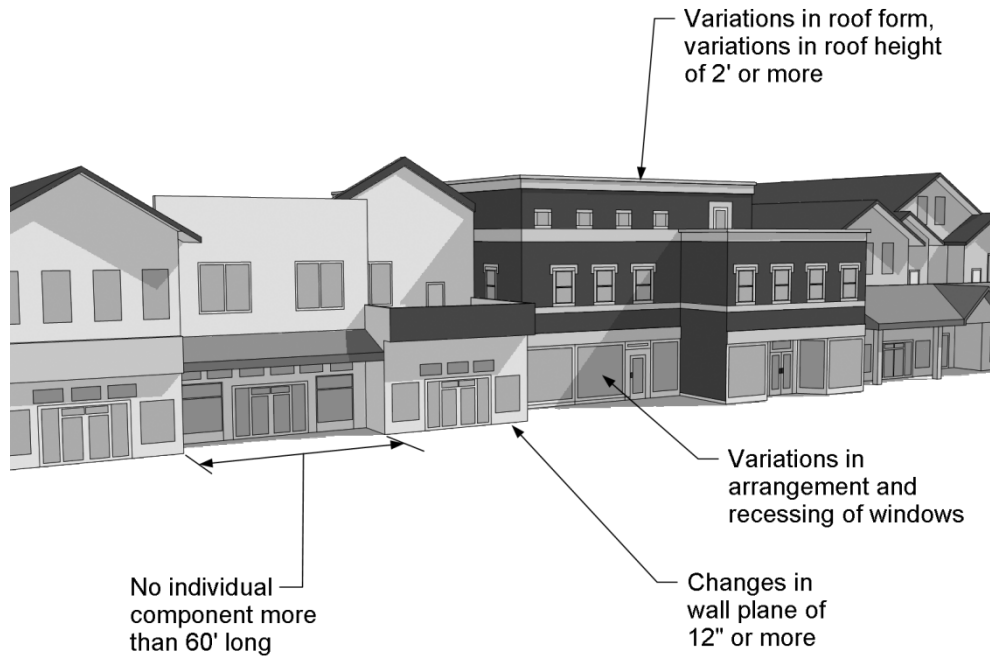 Variations in roof form,
variations in roof height
of 2' or more
Variations in
arrangement and
recessing of windows
No individual
component more
than 60' long
Changes in
wall plane of
12" or more